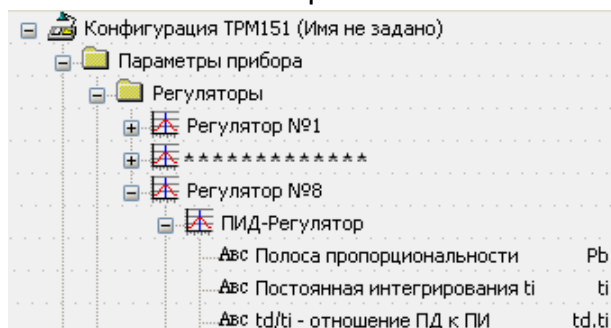 Конфигурация ТРМ151 (Имя не задано)
Параметры прибора
Регуляторы
Регулятор №1
* * * * * * * * * * * * *
Регулятор №8
ПИД-Регулятор
Авс Полоса пропорциональности Pb
Авс Постоянная интегрирования ti ti
Авс td/ti - отношение ПД к ПИ td.ti